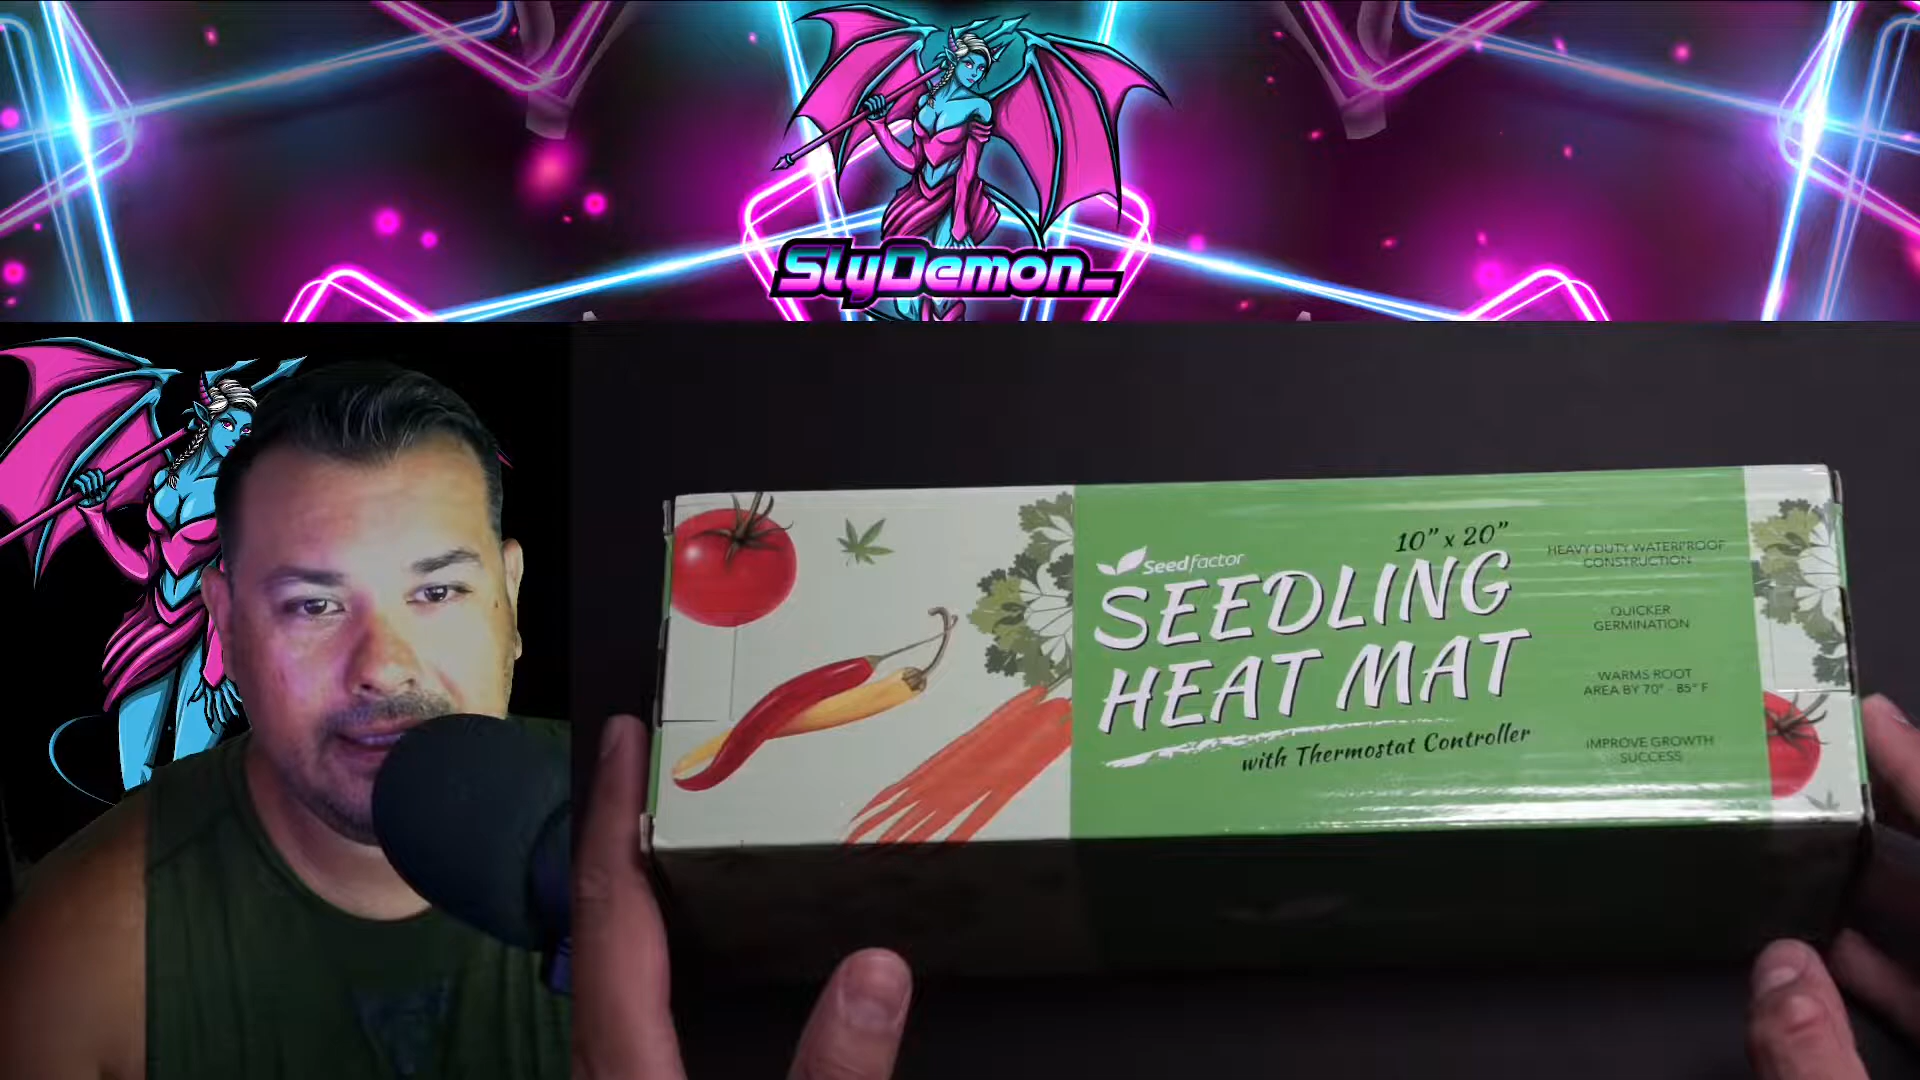 SlyDemon_
10" x 20"
Seedfactor
SEEDLING
HEAT MAT
with Thermostat Controller
HEAVY DUTY WATERPROOF
CONSTRUCTION
QUICKER
GERMINATION
WARMS ROOT
AREA BY 70° - 85° F
IMPROVE GROWTH
SUCCESS